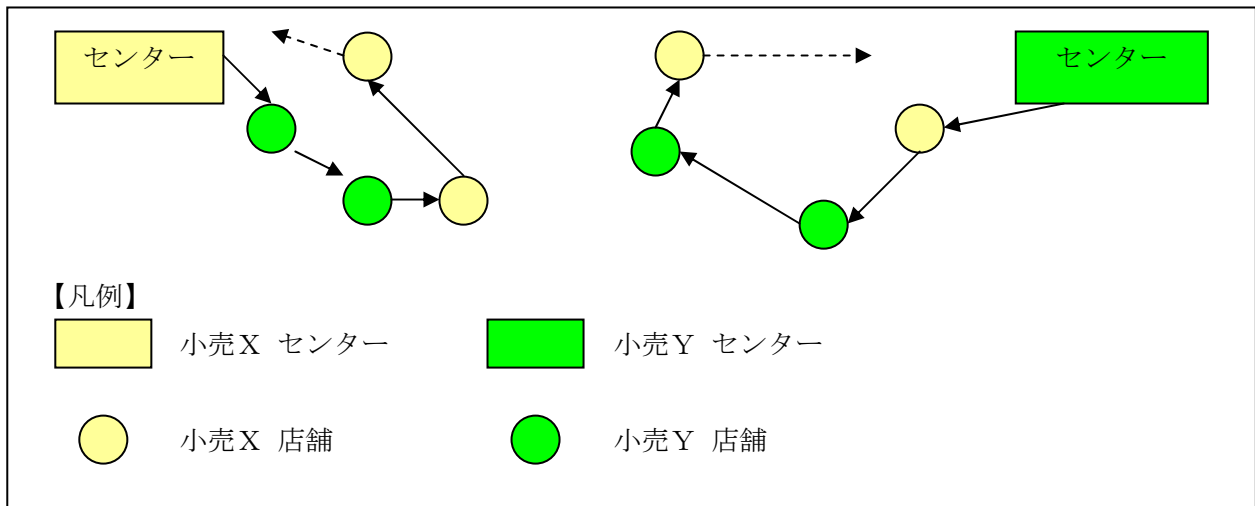 センター
センター
【凡例】
小売X センター
小売Y センター
小売X 店舗
小売Y 店舗